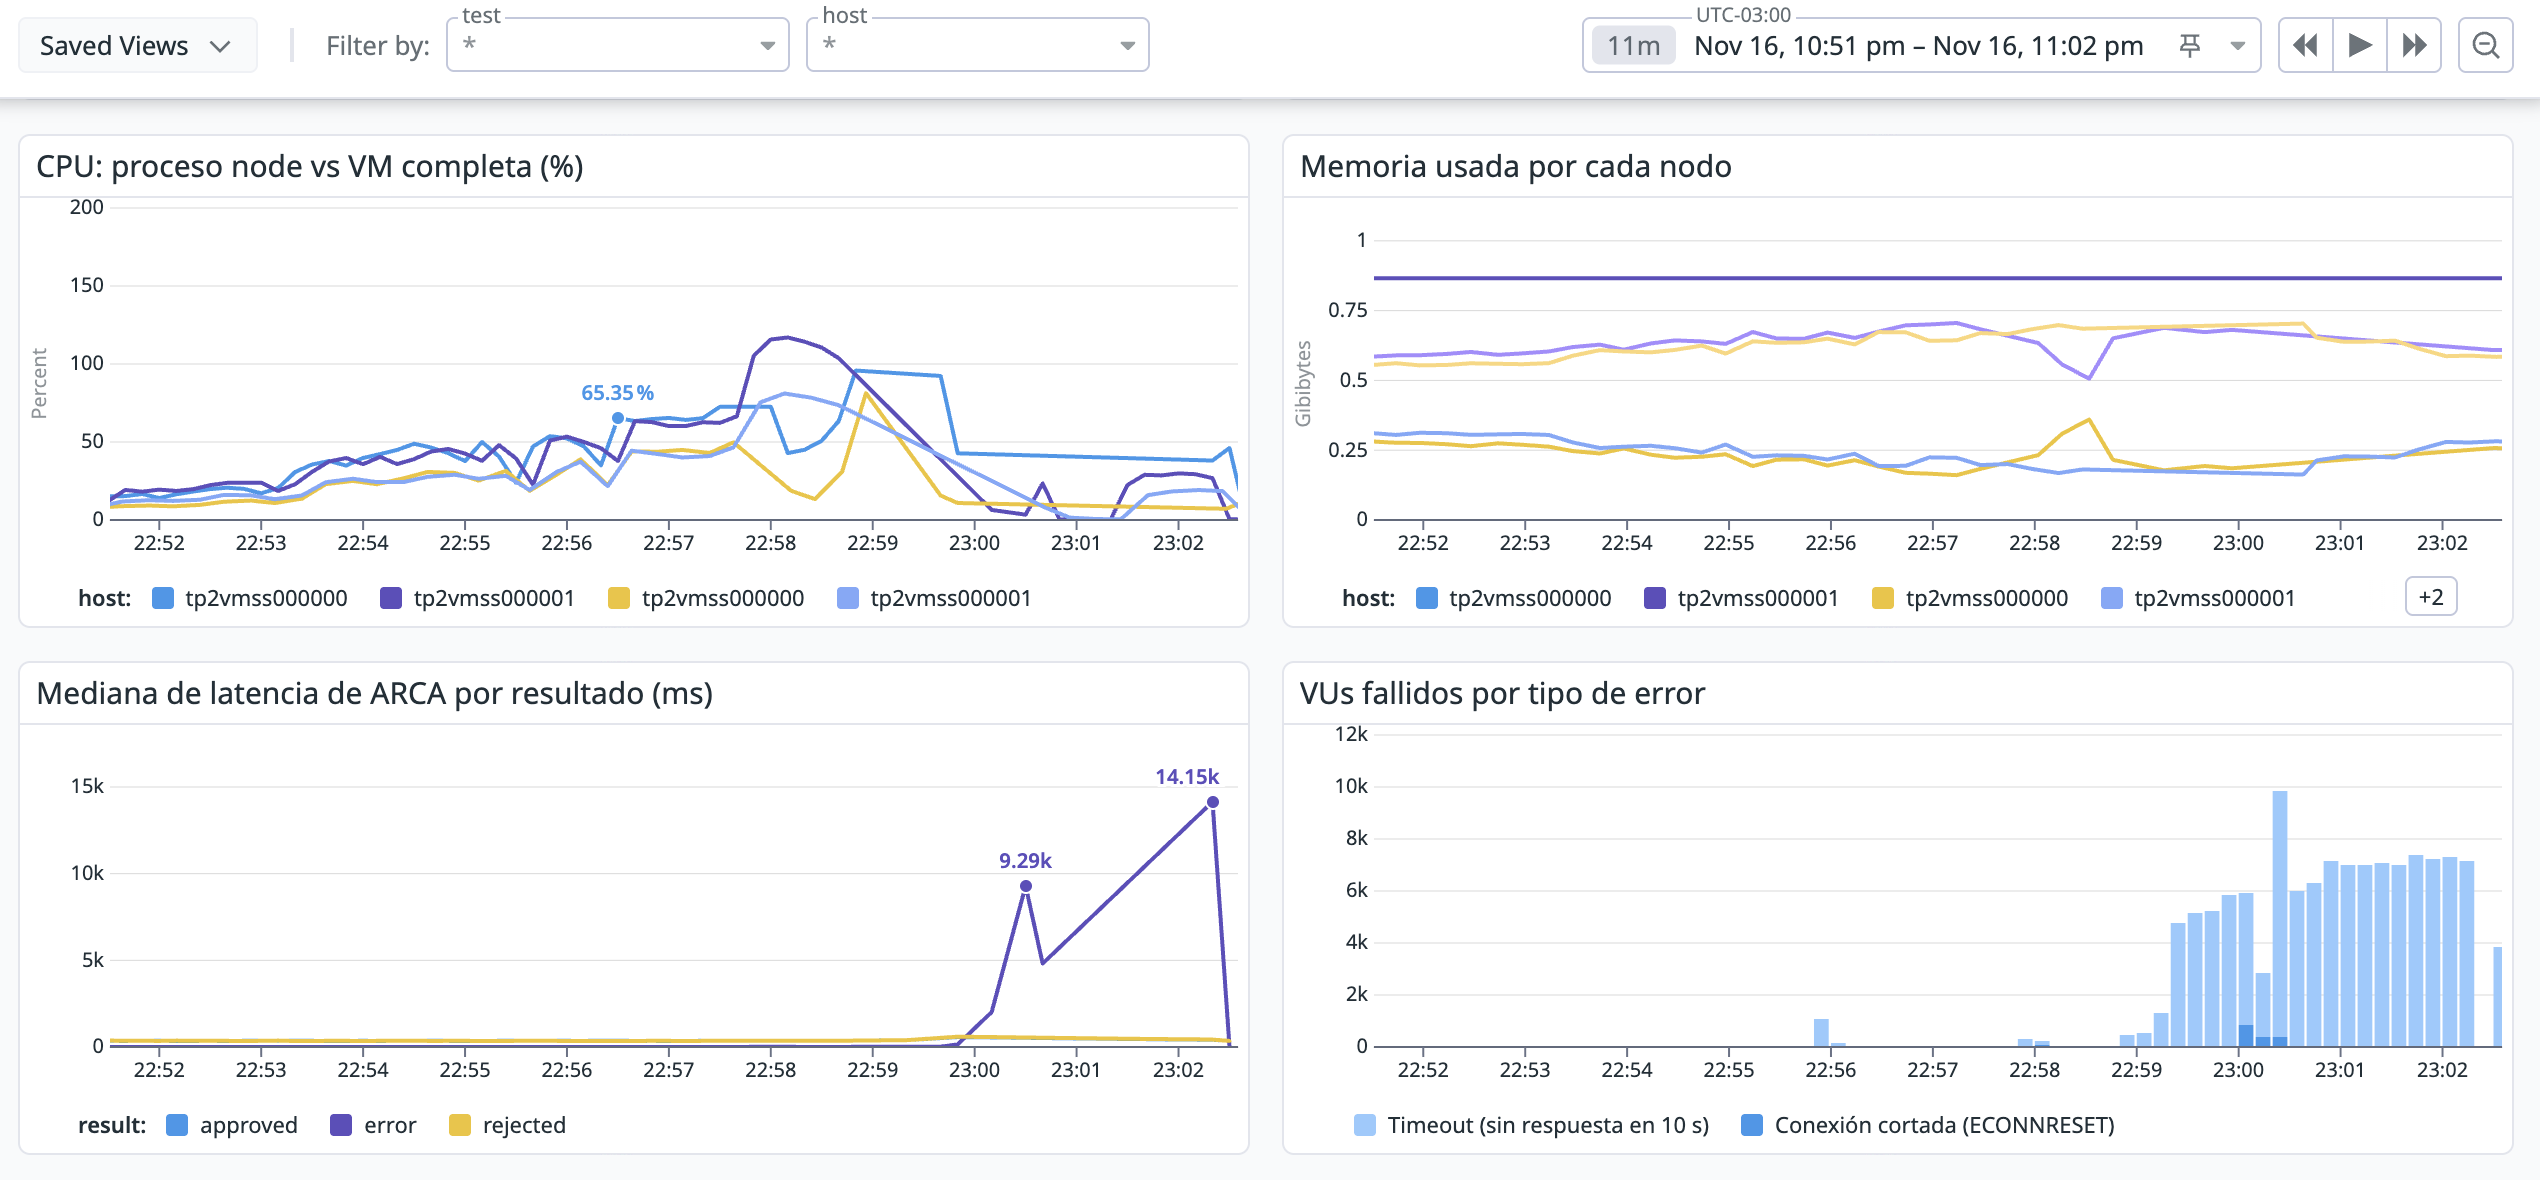 test
host
UTC-03:00
Saved Views
Filter by:
*
*
11m
Nov 16, 10:51 pm – Nov 16, 11:02 pm
CPU: proceso node vs VM completa (%)
200
150
100
50
0
Percent
65.35%
22:52 22:53 22:54 22:55 22:56 22:57 22:58 22:59 23:00 23:01 23:02
host: tp2vmss000000 tp2vmss000001 tp2vmss000000 tp2vmss000001
Memoria usada por cada nodo
1
0.75
0.5
0.25
0
Gibibytes
22:52 22:53 22:54 22:55 22:56 22:57 22:58 22:59 23:00 23:01 23:02
host: tp2vmss000000 tp2vmss000001 tp2vmss000000 tp2vmss000001 +2
Mediana de latencia de ARCA por resultado (ms)
15k
10k
5k
0
14.15k
9.29k
22:52 22:53 22:54 22:55 22:56 22:57 22:58 22:59 23:00 23:01 23:02
result: approved error rejected
VUs fallidos por tipo de error
12k
10k
8k
6k
4k
2k
0
22:52 22:53 22:54 22:55 22:56 22:57 22:58 22:59 23:00 23:01 23:02
Timeout (sin respuesta en 10 s) Conexión cortada (ECONNRESET)